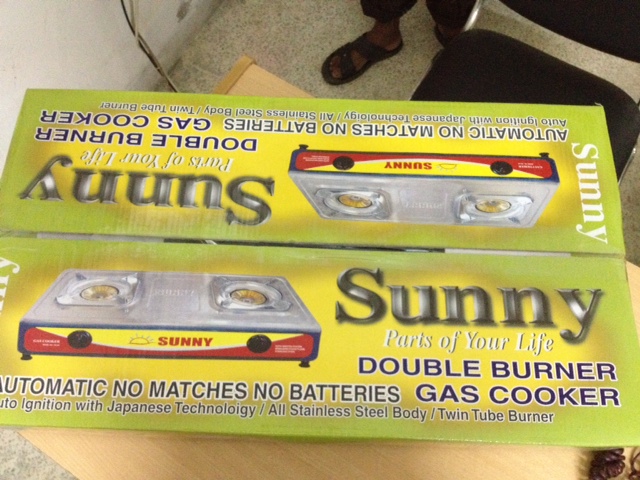 Auto Ignition with Japanese Technoloigy / All Stainless Steel Body / Twin Tube Burner
AUTOMATIC NO MATCHES NO BATTERIES GAS COOKER
DOUBLE BURNER
Parts of Your Life
Sunny
SUNNY
Sunny
Sunny
Parts of Your Life
SUNNY
DOUBLE BURNER
AUTOMATIC NO MATCHES NO BATTERIES GAS COOKER
uto Ignition with Japanese Technoloigy / All Stainless Steel Body / Twin Tube Burner